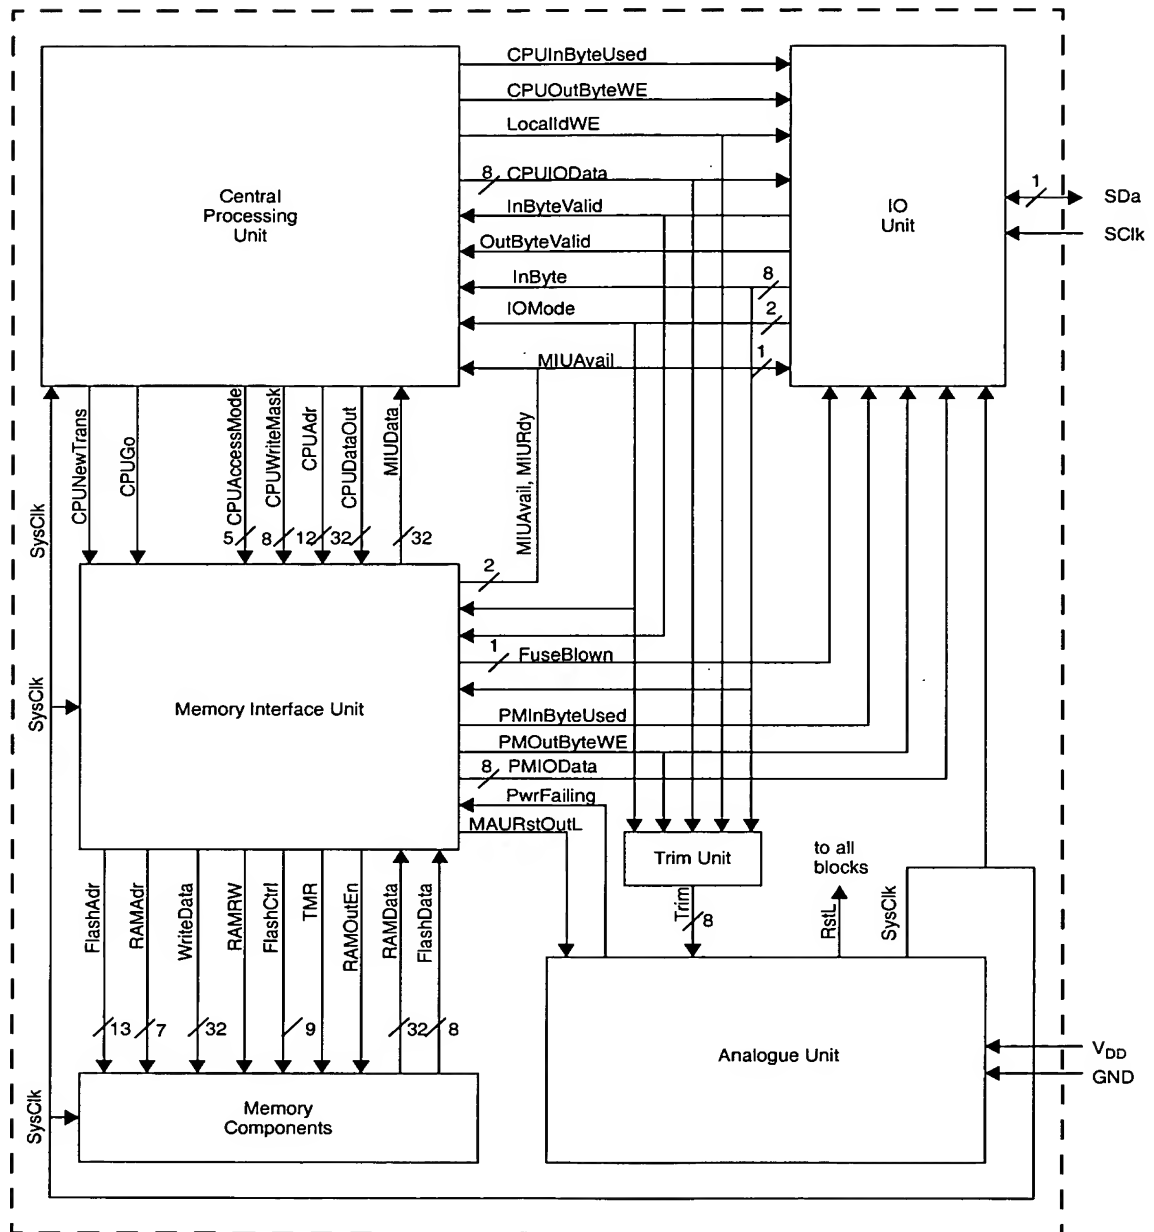 CPUInByteUsed
CPUOutByteWE
LocalIdWE
8
CPUIOData
InByteValid
OutByteValid
InByte
8
IOMode
2
MIUAvail
1
Central
Processing
Unit
IO
Unit
1
SDa
SClk
CPUNewTrans
CPUGo
CPUAccessMode
CPUWriteMask
CPUAdr
CPUDataOut
MIUData
MIUAvail, MIURdy
SysClk
5
8
12
32
32
2
1
FuseBlown
Memory Interface Unit
SysClk
PMInByteUsed
PMOutByteWE
8
PMIOData
PwrFailing
MAURstOutL
Trim Unit
to all
blocks
FlashAdr
RAMAdr
WriteData
RAMRW
FlashCtrl
TMR
RAMOutEn
RAMData
FlashData
Trim
8
RstL
SysClk
13
7
32
9
32
8
Analogue Unit
VDD
GND
SysClk
Memory
Components